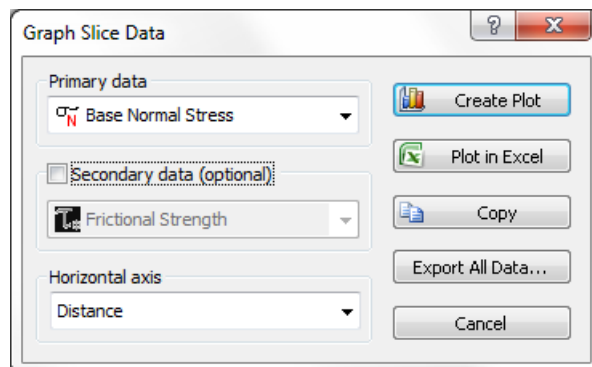 Graph Slice Data
Primary data
σN Base Normal Stress
Secondary data (optional)
Frictional Strength
Horizontal axis
Distance
Create Plot
Plot in Excel
Copy
Export All Data...
Cancel